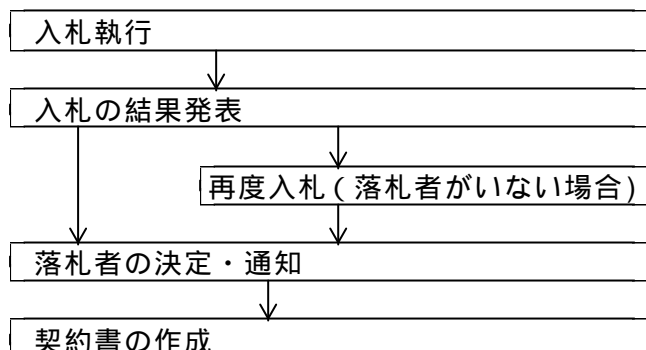 入札執行
入札の結果発表
再度入札(落札者がいない場合)
落札者の決定・通知
契約書の作成